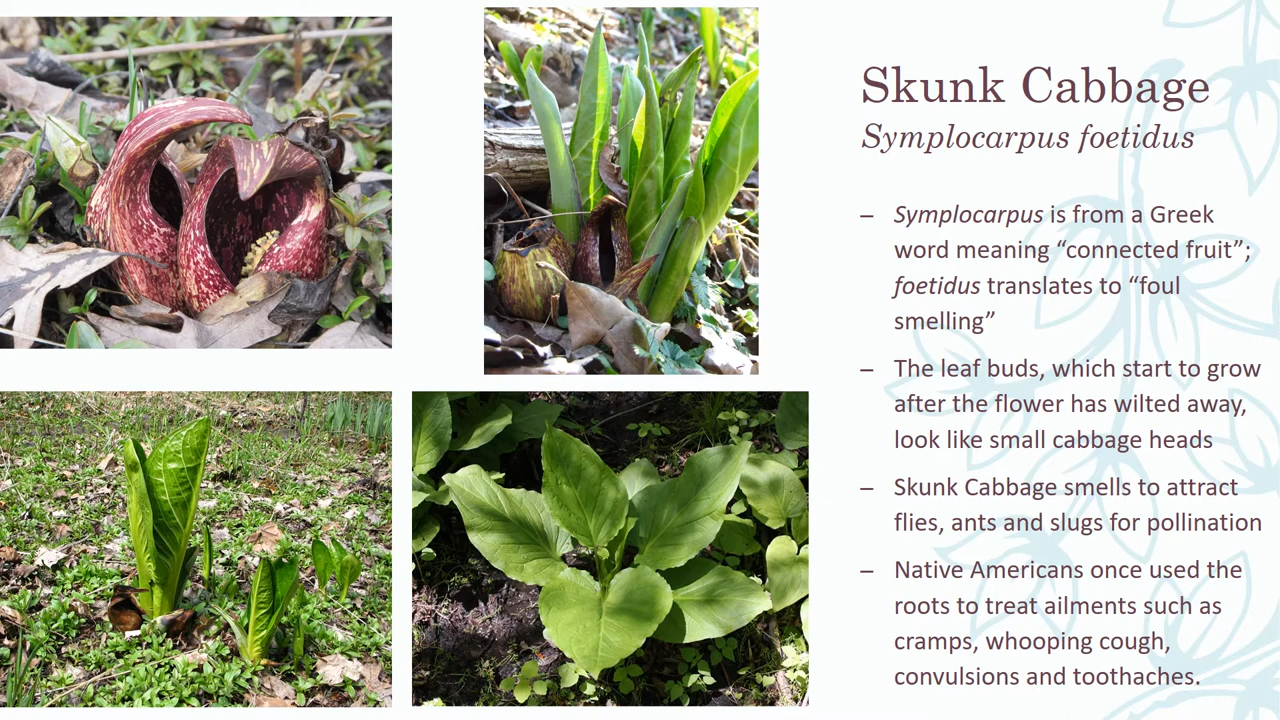 Skunk Cabbage
Symplocarpus foetidus
– Symplocarpus is from a Greek
word meaning “connected fruit”;
foetidus translates to “foul
smelling”
– The leaf buds, which start to grow
after the flower has wilted away,
look like small cabbage heads
– Skunk Cabbage smells to attract
flies, ants and slugs for pollination
– Native Americans once used the
roots to treat ailments such as
cramps, whooping cough,
convulsions and toothaches.